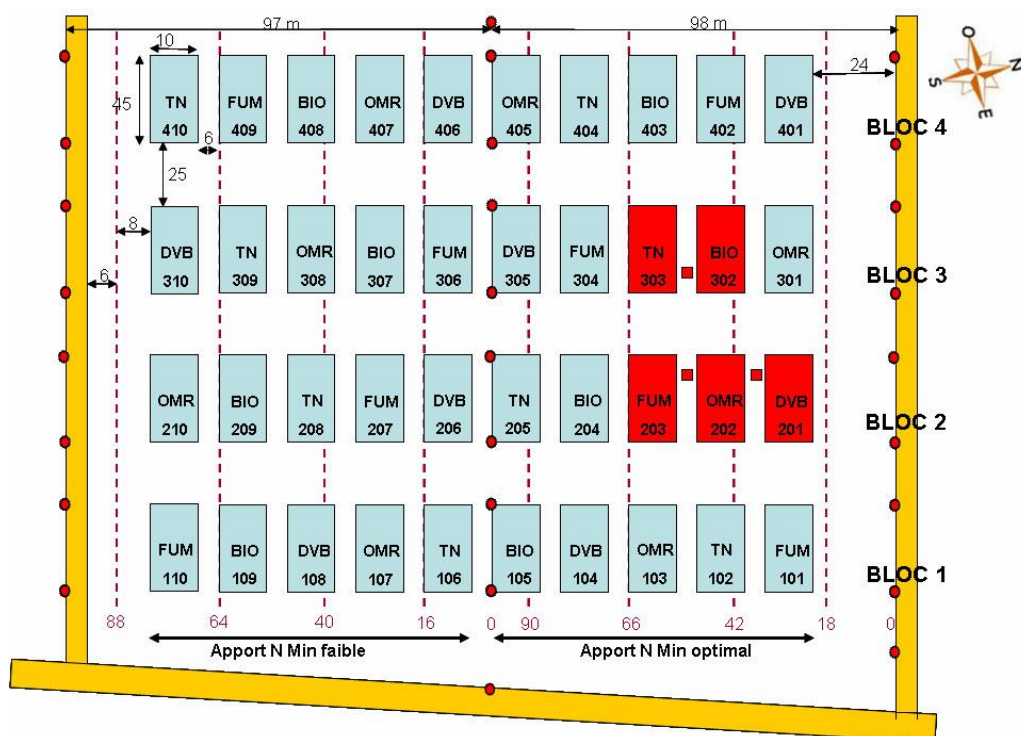 97 m 98 m
10
24
45
TN FUM BIO OMR DVB OMR TN BIO FUM DVB
410 409 408 407 406 405 404 403 402 401
BLOC 4
6
25
8
DVB TN OMR BIO FUM DVB FUM TN BIO OMR
310 309 308 307 306 305 304 303 302 301
BLOC 3
6
OMR BIO TN FUM DVB TN BIO FUM OMR DVB
210 209 208 207 206 205 204 203 202 201
BLOC 2
FUM BIO DVB OMR TN BIO DVB OMR TN FUM
110 109 108 107 106 105 104 103 102 101
BLOC 1
88 64 40 16 0 90 66 42 18 0
Apport N Min faible Apport N Min optimal
O
N
S
E